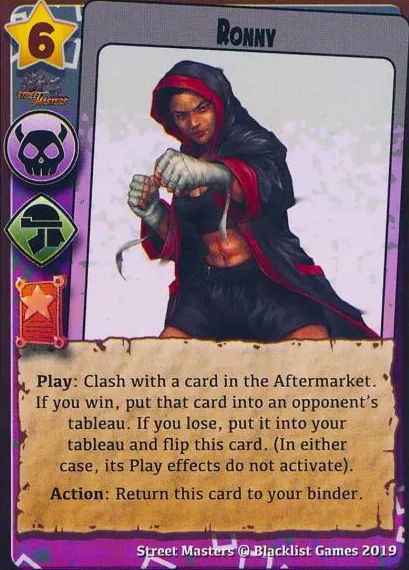 6
Ronny
Street Masters
Play: Clash with a card in the Aftermarket.
If you win, put that card into an opponent's
tableau. If you lose, put it into your
tableau and flip this card. (In either
case, its Play effects do not activate).
Action: Return this card to your binder.
Street Masters © Blacklist Games 2019